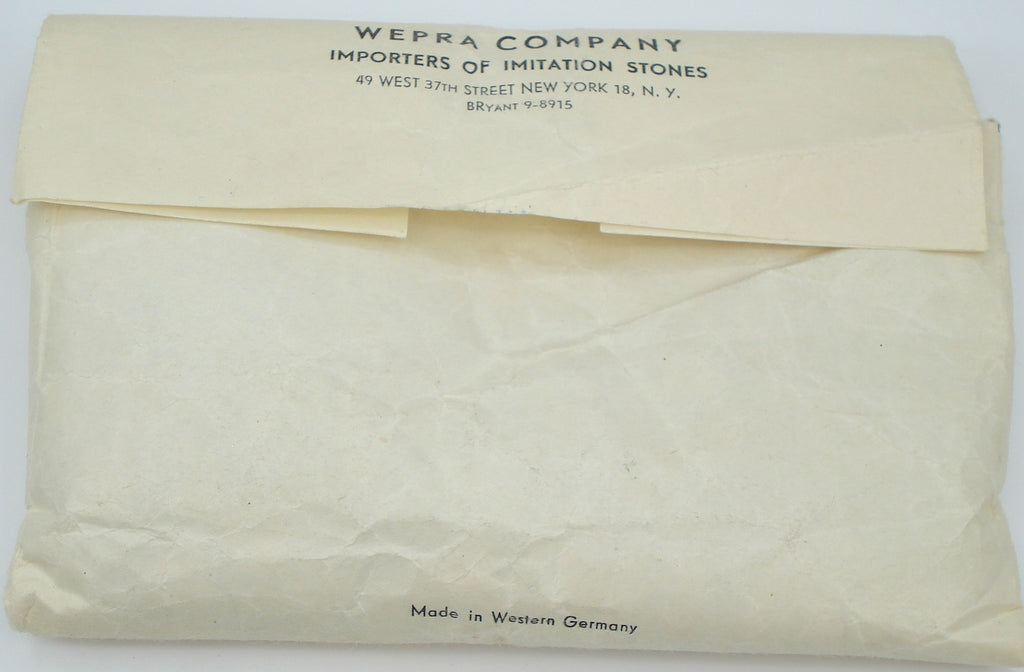 WEPRA COMPANY
IMPORTERS OF IMITATION STONES
49 WEST 37TH STREET NEW YORK 18, N. Y.
BRYANT 9-8915
Made in Western Germany